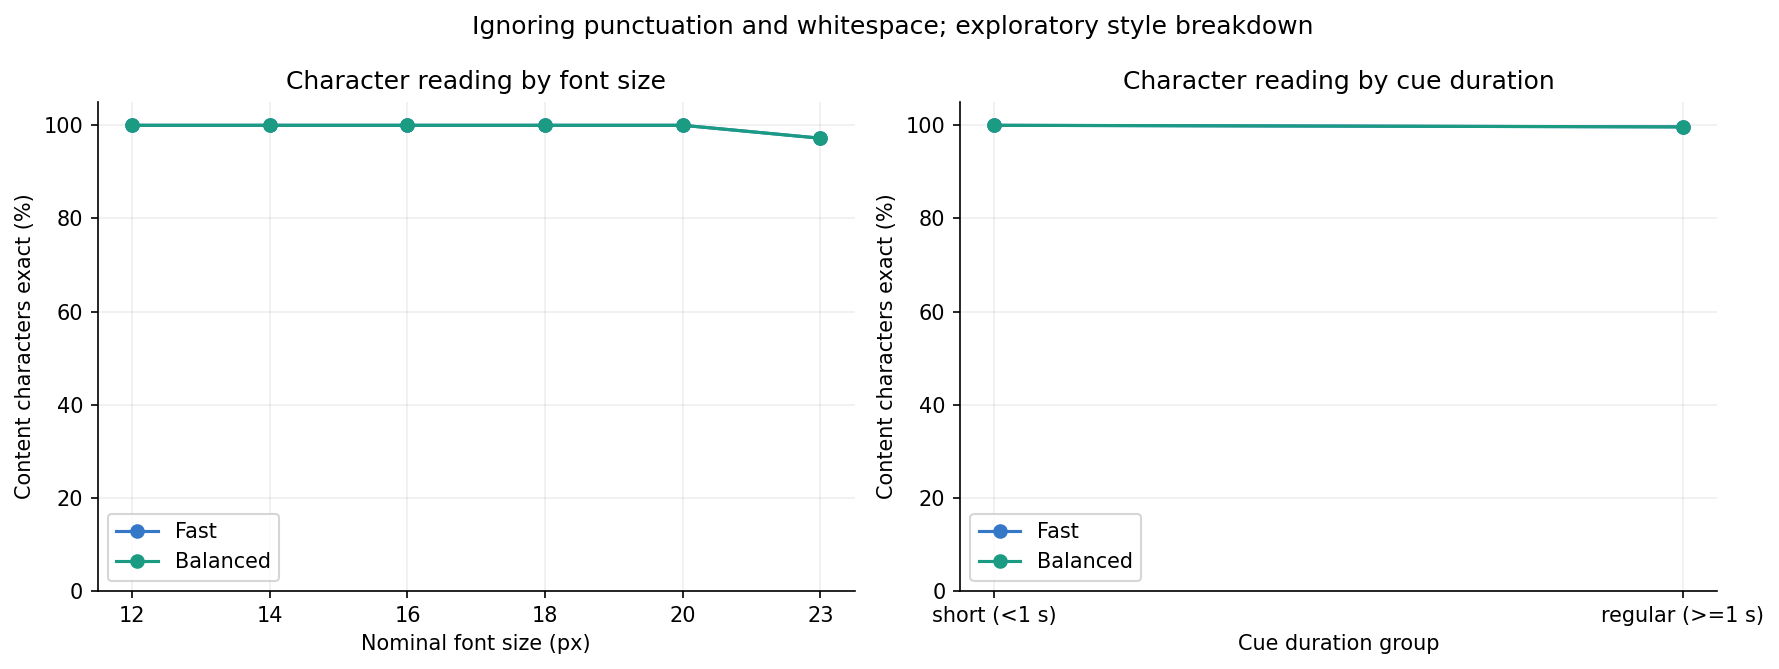 Ignoring punctuation and whitespace; exploratory style breakdown
Character reading by font size
Content characters exact (%)
100
80
60
40
20
0
Fast
Balanced
12 14 16 18 20 23
Nominal font size (px)
Character reading by cue duration
Content characters exact (%)
100
80
60
40
20
0
Fast
Balanced
short (<1 s) regular (>=1 s)
Cue duration group